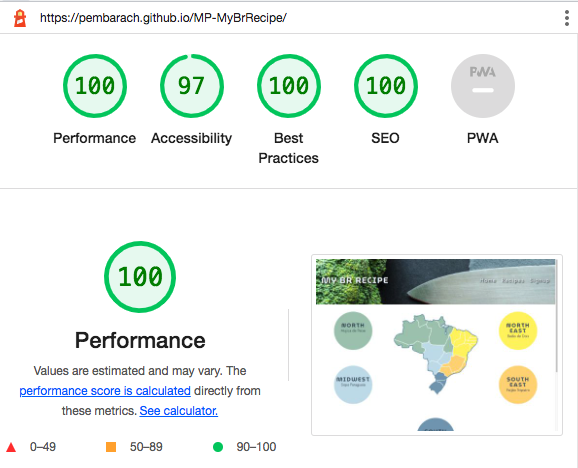 https://pembarach.github.io/MP-MyBrRecipe/
100
97
100
100
PWA
Performance
Accessibility
Best
Practices
SEO
PWA
100
Performance
Values are estimated and may vary. The
performance score is calculated directly from
these metrics. See calculator.
0–49
50–89
90–100
MY BR RECIPE
Home Recipes Signup
NORTH
NORTH
EAST
MIDWEST
SOUTH
EAST